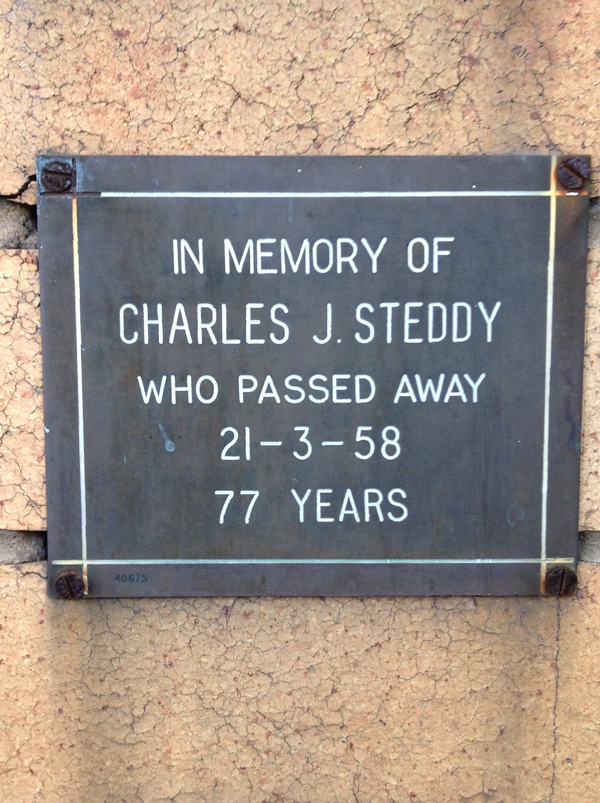 IN MEMORY OF
CHARLES J. STEDDY
WHO PASSED AWAY
21-3-58
77 YEARS
40675